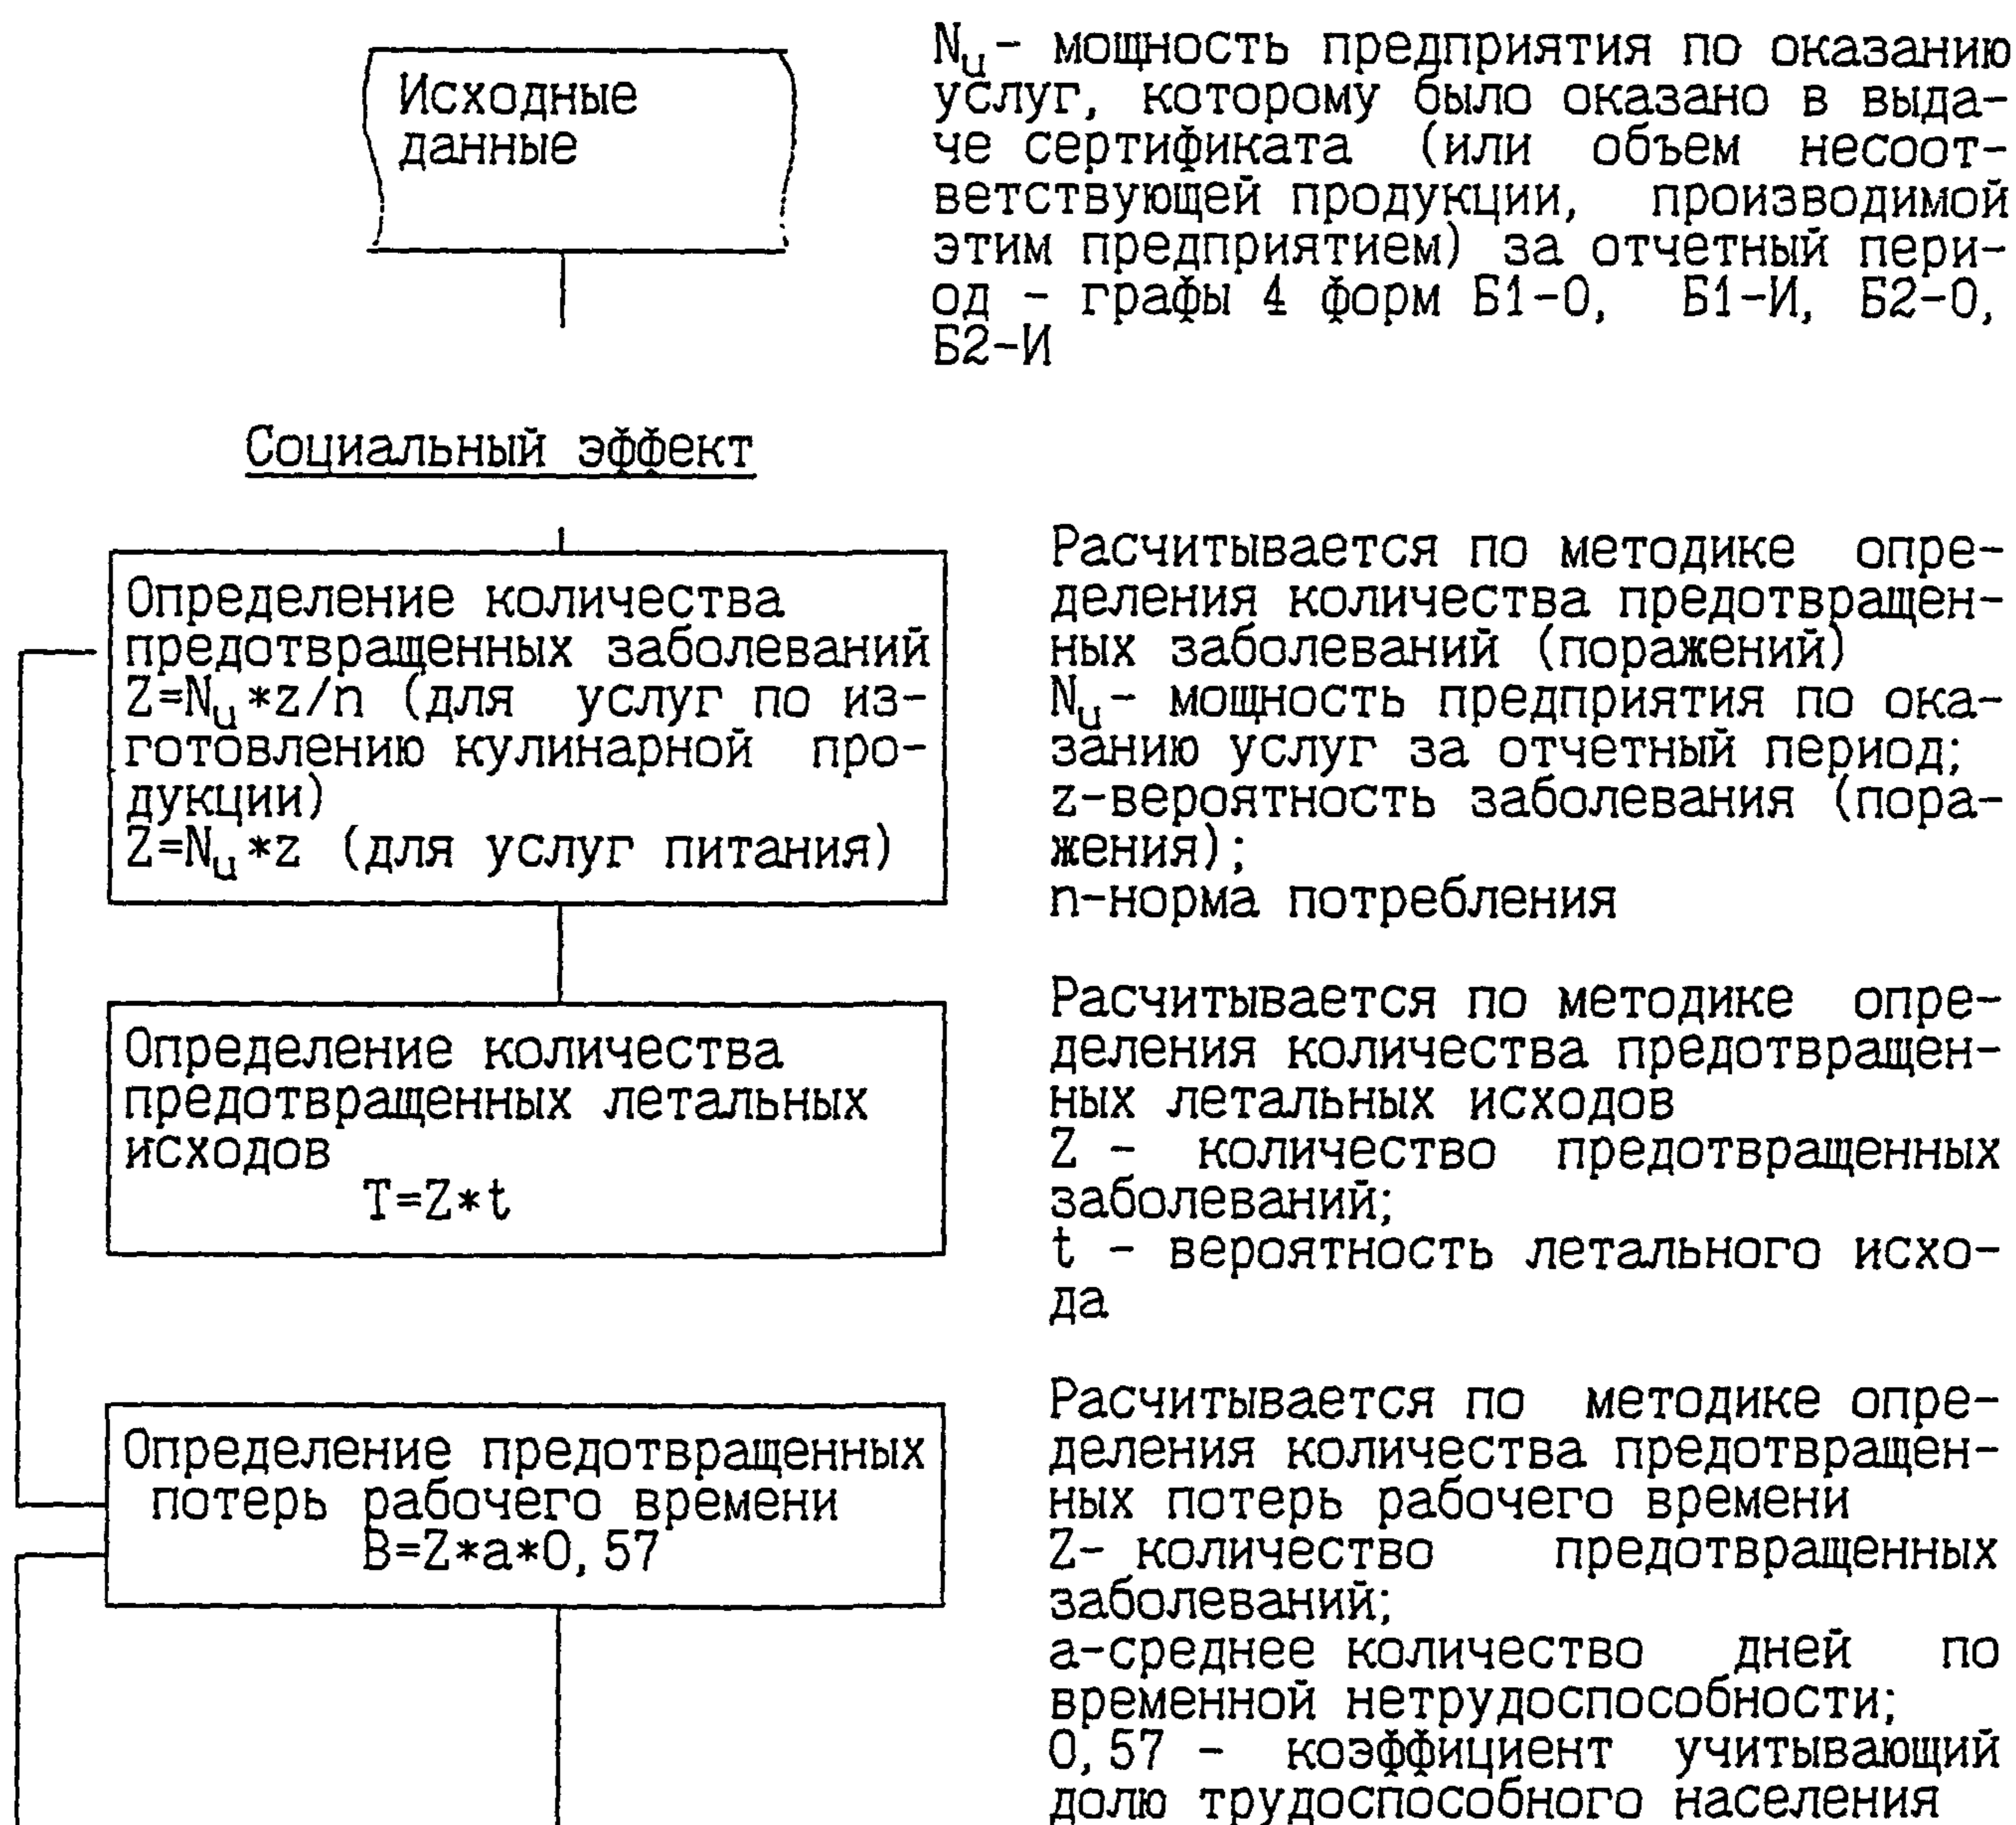 Исходные
данные
N_u- мощность предприятия по оказанию
услуг, которому было оказано в выда-
че сертификата (или объем несоот-
ветствующей продукции, производимой
этим предприятием) за отчетный пери-
од - графы 4 форм Б1-О, Б1-И, Б2-О,
Б2-И
Социальный эффект
Определение количества
предотвращенных заболеваний
Z=N_u*z/n (для услуг по из-
готовлению кулинарной про-
дукции)
Z=N_u*z (для услуг питания)
Расчитывается по методике опре-
деления количества предотвращен-
ных заболеваний (поражений)
N_u- мощность предприятия по ока-
занию услуг за отчетный период;
z-вероятность заболевания (пора-
жения);
n-норма потребления
Определение количества
предотвращенных летальных
исходов
T=Z*t
Расчитывается по методике опре-
деления количества предотвращен-
ных летальных исходов
Z - количество предотвращенных
заболеваний;
t - вероятность летального исхо-
да
Определение предотвращенных
потерь рабочего времени
B=Z*a*0,57
Расчитывается по методике опре-
деления количества предотвращен-
ных потерь рабочего времени
Z- количество предотвращенных
заболеваний;
a-среднее количество дней по
временной нетрудоспособности;
0,57 - коэффициент учитывающий
долю трудоспособного населения